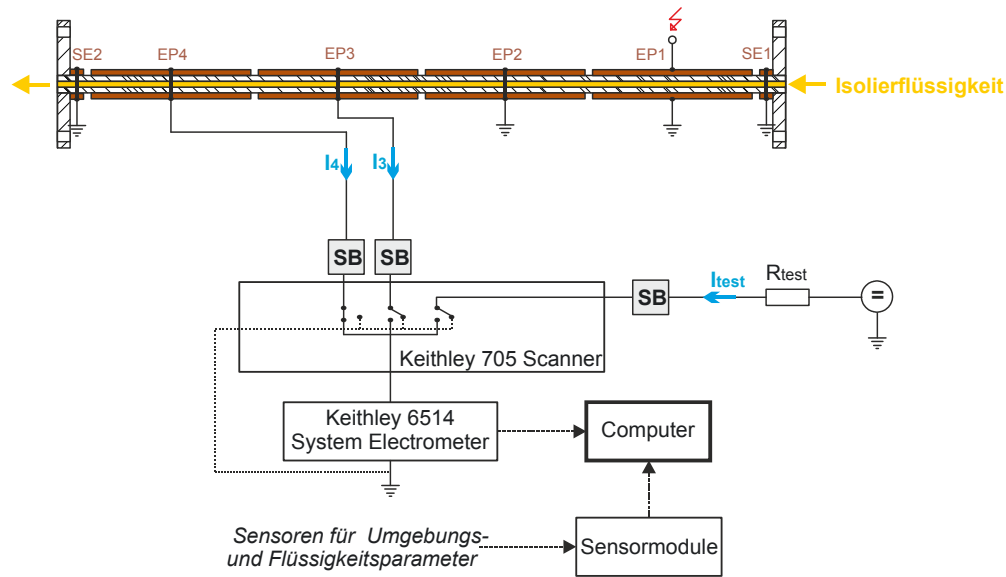 SE2
EP4
EP3
EP2
EP1
SE1
Isolierflüssigkeit
I4
I3
SB
SB
SB
Itest
Rtest
=
Keithley 705 Scanner
Keithley 6514
System Electrometer
Computer
Sensoren für Umgebungs-
und Flüssigkeitsparameter
Sensormodule